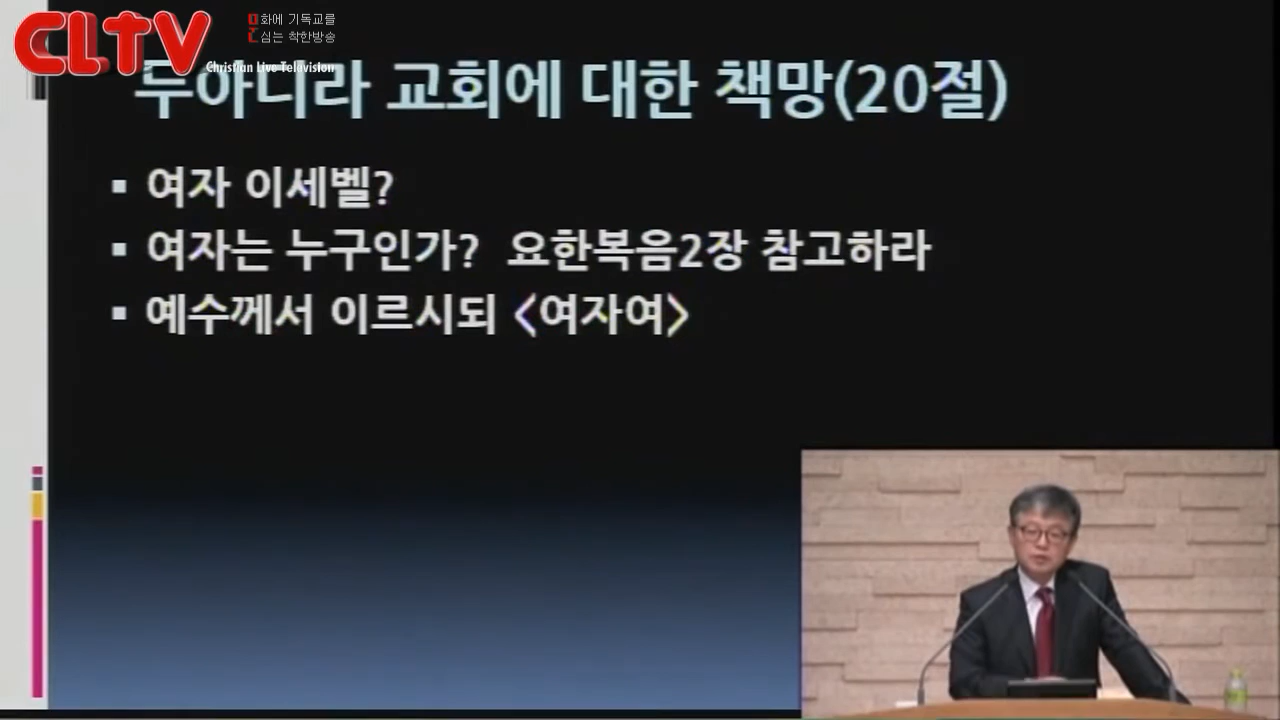 CLTV
문화에 기독교를
심는 착한방송
Christian Live Television
두아디라 교회에 대한 책망(20절)
▪ 여자 이세벨?
▪ 여자는 누구인가? 요한복음2장 참고하라
▪ 예수께서 이르시되 <여자여>